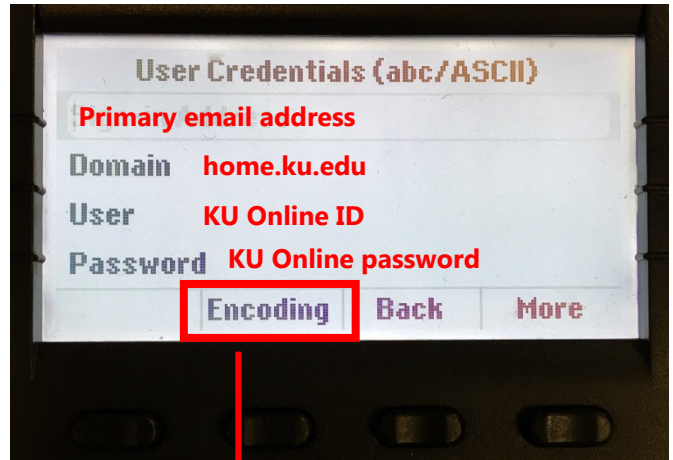 User Credentials (abc/ASCII)
Primary email address
Domain home.ku.edu
User KU Online ID
Password KU Online password
Encoding Back More